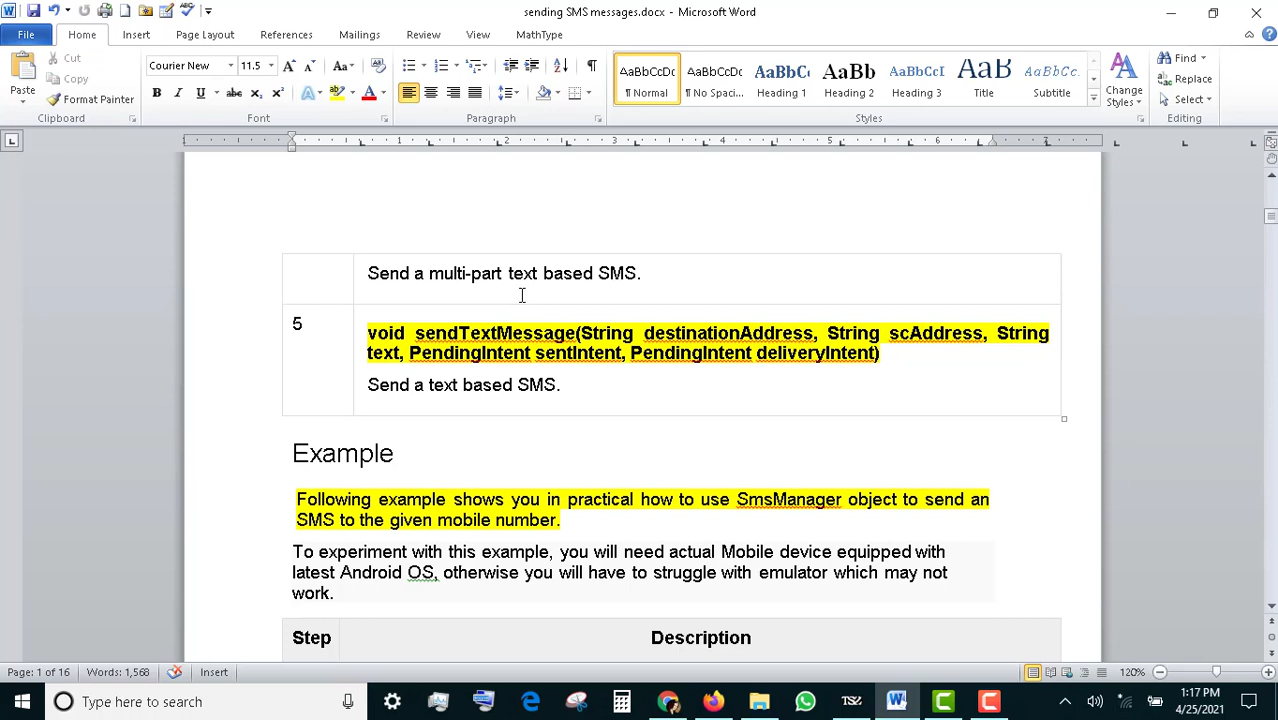 sending SMS messages.docx - Microsoft Word
File Home Insert Page Layout References Mailings Review View MathType
Paste
Cut
Copy
Format Painter
Clipboard
Courier New 11.5
Font
Paragraph
AaBbCcDc AaBbCcDc AaBbC AaBb AaBbCcI AaB AaBbCcDc.
¶ Normal ¶ No Spaci... Heading 1 Heading 2 Heading 3 Title Subtitle
Change Styles
Styles
Find
Replace
Select
Editing
Send a multi-part text based SMS.
5
void sendTextMessage(String destinationAddress, String scAddress, String
text, PendingIntent sentIntent, PendingIntent deliveryIntent)
Send a text based SMS.
Example
Following example shows you in practical how to use SmsManager object to send an
SMS to the given mobile number.
To experiment with this example, you will need actual Mobile device equipped with
latest Android OS, otherwise you will have to struggle with emulator which may not
work.
Step Description
Page: 1 of 16 Words: 1,568 Insert 120%
Type here to search
1:17 PM
4/25/2021